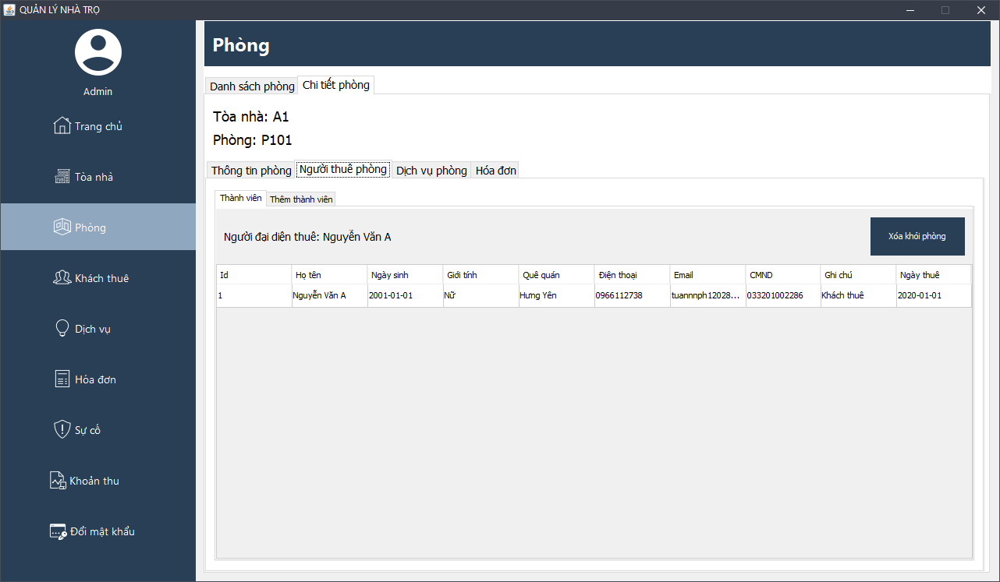 QUẢN LÝ NHÀ TRỌ
Admin
Trang chủ
Tòa nhà
Phòng
Khách thuê
Dịch vụ
Hóa đơn
Sự cố
Khoản thu
Đổi mật khẩu
Phòng
Danh sách phòng Chi tiết phòng
Tòa nhà: A1
Phòng: P101
Thông tin phòng Người thuê phòng Dịch vụ phòng Hóa đơn
Thành viên Thêm thành viên
Người đại diện thuê: Nguyễn Văn A Xóa khỏi phòng
Id Họ tên Ngày sinh Giới tính Quê quán Điện thoại Email CMND Ghi chú Ngày thuê
1 Nguyễn Văn A 2001-01-01 Nữ Hưng Yên 0966112738 tuannnph12028... 033201002286 Khách thuê 2020-01-01